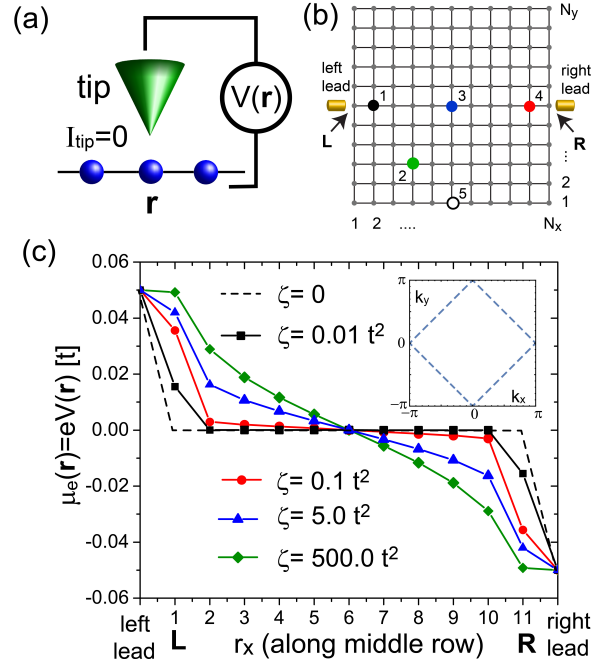 (a)
tip
I_tip=0
V(r)
r
(b)
N_y
left
lead
right
lead
L
R
1
3
4
2
5
⋮
2
1
1 2 .... N_x
(c)
μ_e(r)=eV(r) [t]
0.06
0.04
0.02
0.00
-0.02
-0.04
-0.06
ζ= 0
ζ= 0.01 t²
ζ= 0.1 t²
ζ= 5.0 t²
ζ= 500.0 t²
π
k_y
0
-π
k_x
-π 0 π
1 2 3 4 5 6 7 8 9 10 11
left
lead
L
r_x (along middle row)
R
right
lead